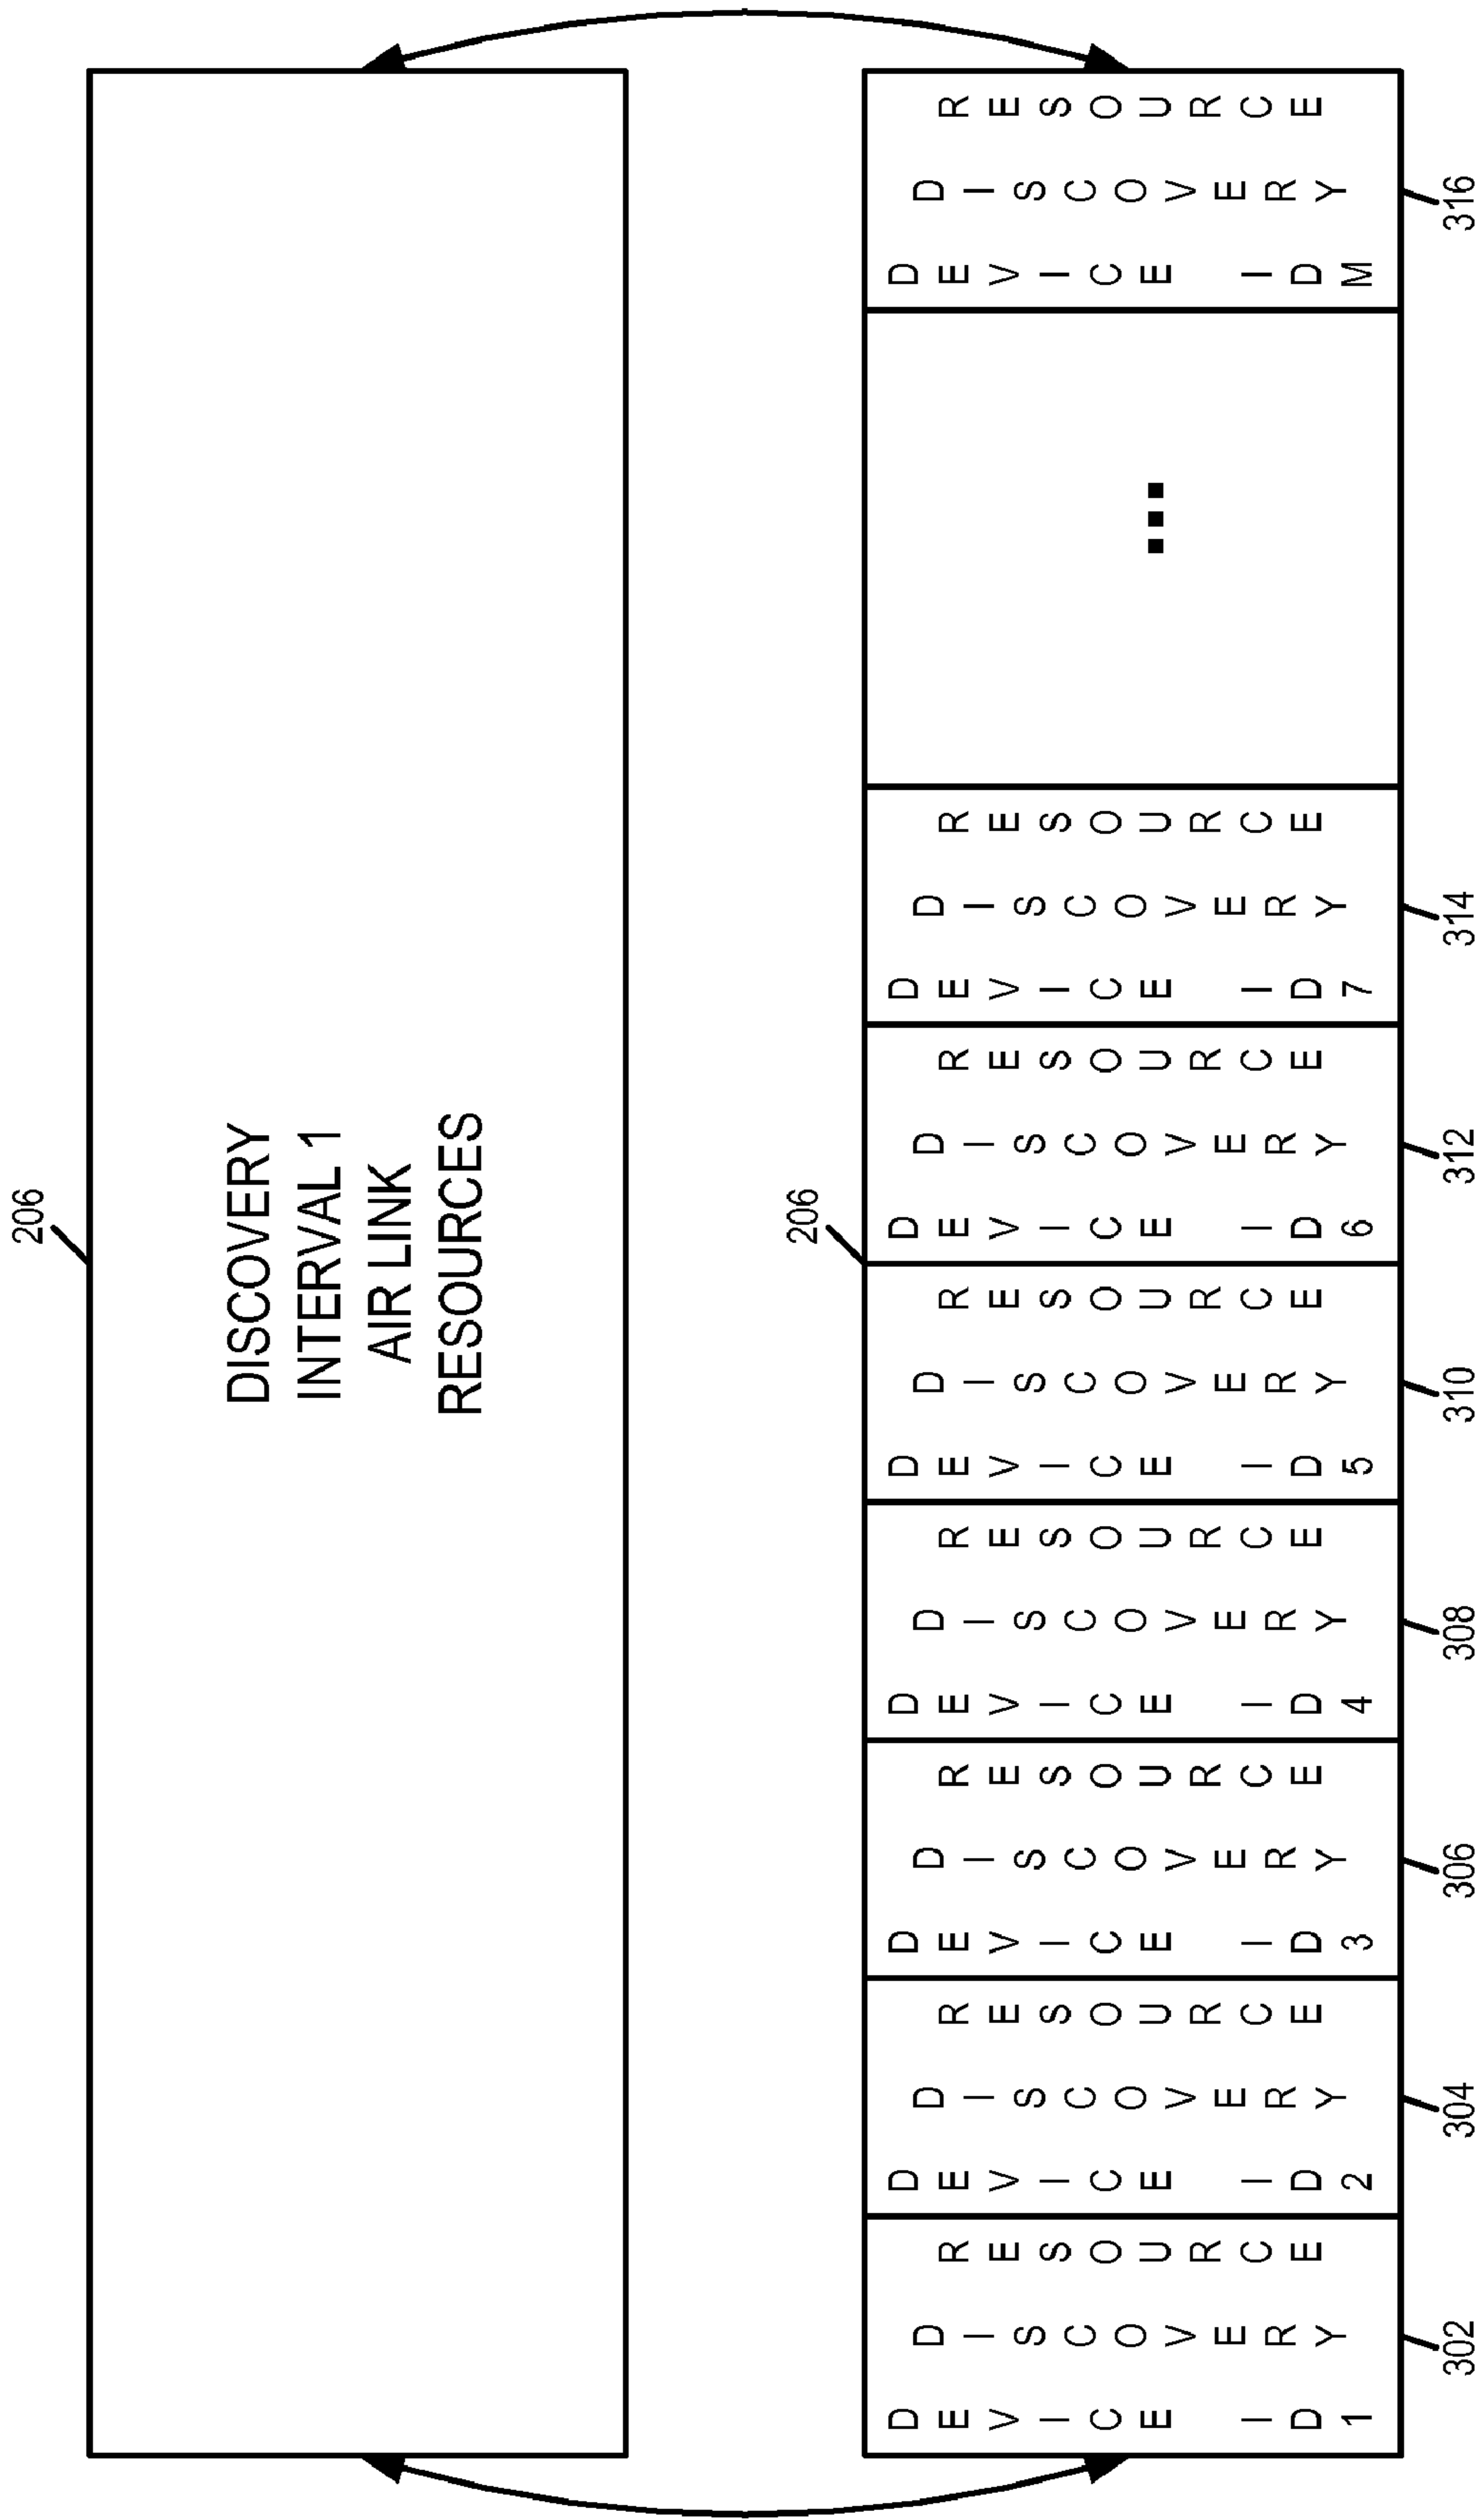 206
DISCOVERY
INTERVAL 1
AIR LINK
RESOURCES
206
DEVICE ID 1
DISCOVERY
RESOURCE
DEVICE ID 2
DISCOVERY
RESOURCE
DEVICE ID 3
DISCOVERY
RESOURCE
DEVICE ID 4
DISCOVERY
RESOURCE
DEVICE ID 5
DISCOVERY
RESOURCE
DEVICE ID 6
DISCOVERY
RESOURCE
DEVICE ID 7
DISCOVERY
RESOURCE
...
DEVICE ID M
DISCOVERY
RESOURCE
302
304
306
308
310
312
314
316